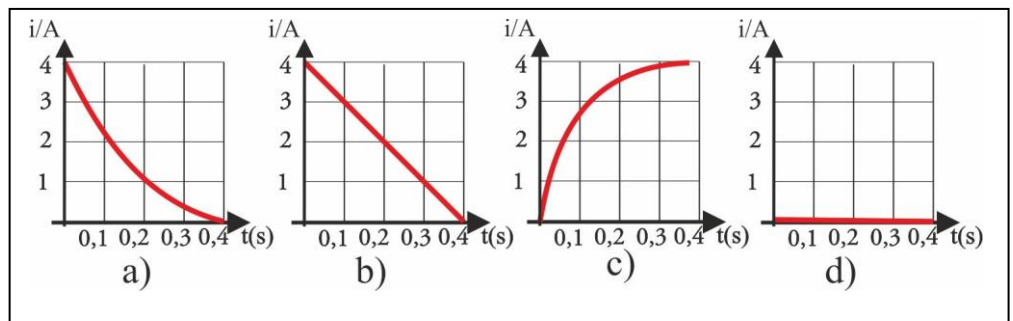 i/A i/A i/A i/A
4 4 4 4
3 3 3 3
2 2 2 2
1 1 1 1
0,1 0,2 0,3 0,4 t(s) 0,1 0,2 0,3 0,4 t(s) 0,1 0,2 0,3 0,4 t(s) 0,1 0,2 0,3 0,4 t(s)
a) b) c) d)